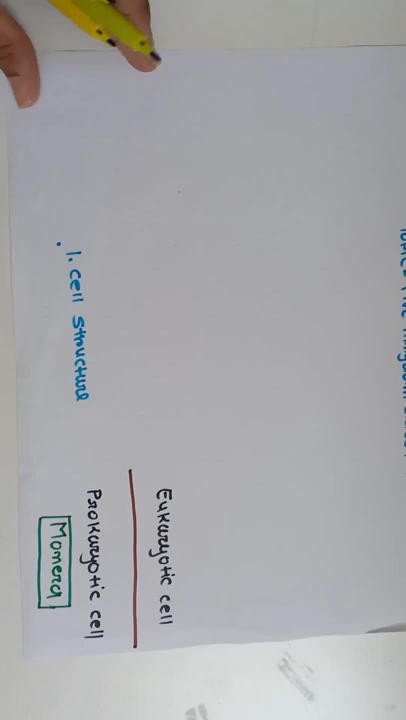 Eukaryotic cell
Prokaryotic cell
1. cell structure
Monera